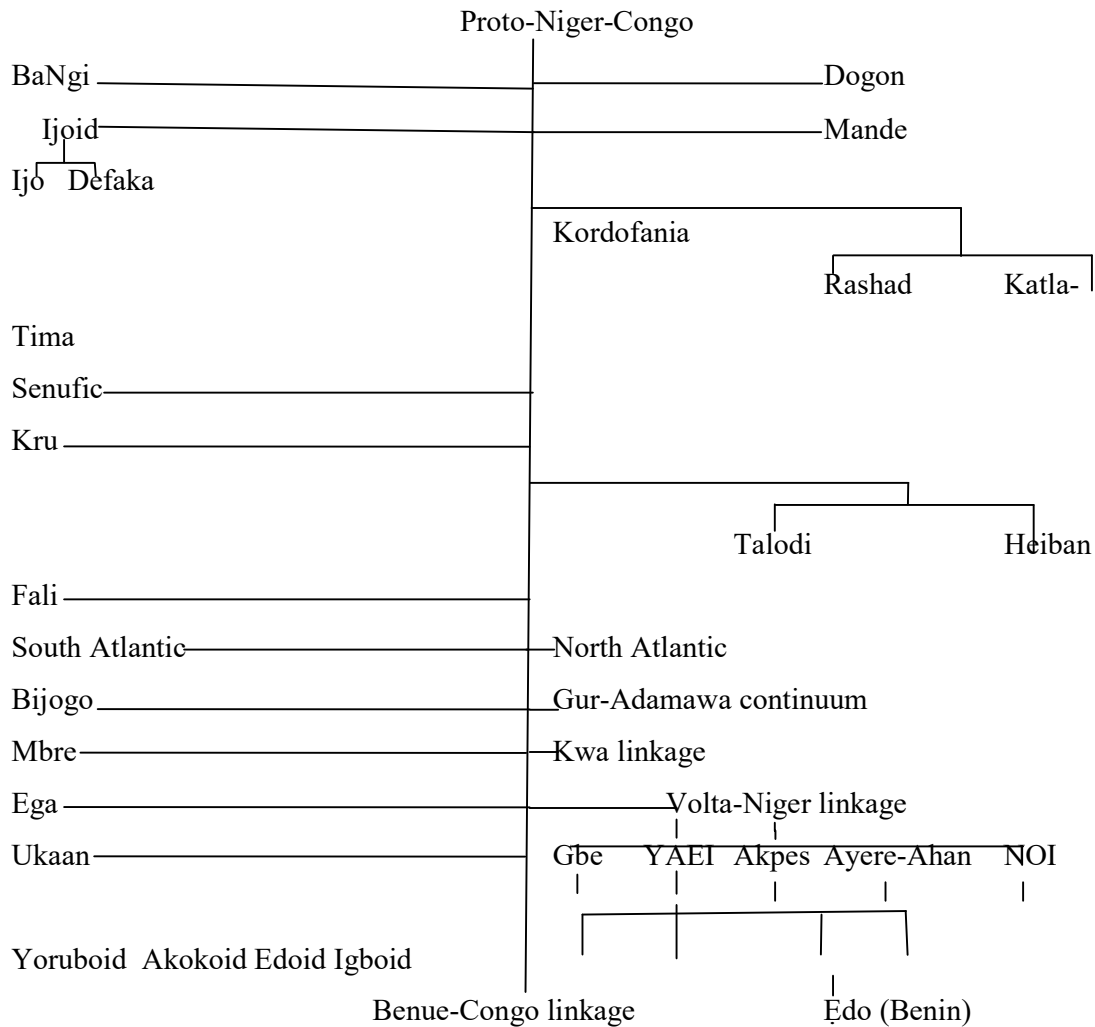 Proto-Niger-Congo
BaNgi Dogon
Ijoid Mande
Ijo Defaka
Kordofania
Rashad Katla-
Tima
Senufic
Kru
Talodi Heiban
Fali
South Atlantic North Atlantic
Bijogo Gur-Adamawa continuum
Mbre Kwa linkage
Ega Volta-Niger linkage
Ukaan Gbe YAEI Akpes Ayere-Ahan NOI
Yoruboid Akokoid Edoid Igboid
Benue-Congo linkage Ẹdo (Benin)